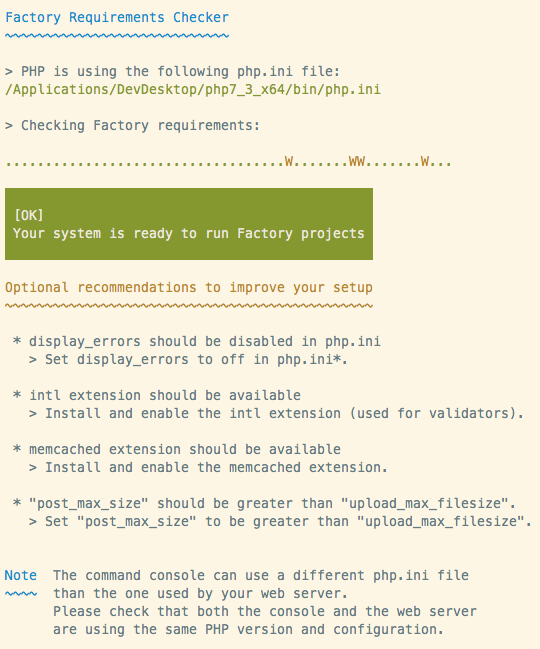 Factory Requirements Checker
~~~~~~~~~~~~~~~~~~~~~~~~~~~~
> PHP is using the following php.ini file:
/Applications/DevDesktop/php7_3_x64/bin/php.ini
> Checking Factory requirements:
...................................W.......WW.......W...
[OK]
Your system is ready to run Factory projects
Optional recommendations to improve your setup
~~~~~~~~~~~~~~~~~~~~~~~~~~~~~~~~~~~~~~~~~~~~~~
* display_errors should be disabled in php.ini
> Set display_errors to off in php.ini*.
* intl extension should be available
> Install and enable the intl extension (used for validators).
* memcached extension should be available
> Install and enable the memcached extension.
* "post_max_size" should be greater than "upload_max_filesize".
> Set "post_max_size" to be greater than "upload_max_filesize".
Note  The command console can use a different php.ini file
~~~~  than the one used by your web server.
Please check that both the console and the web server
are using the same PHP version and configuration.